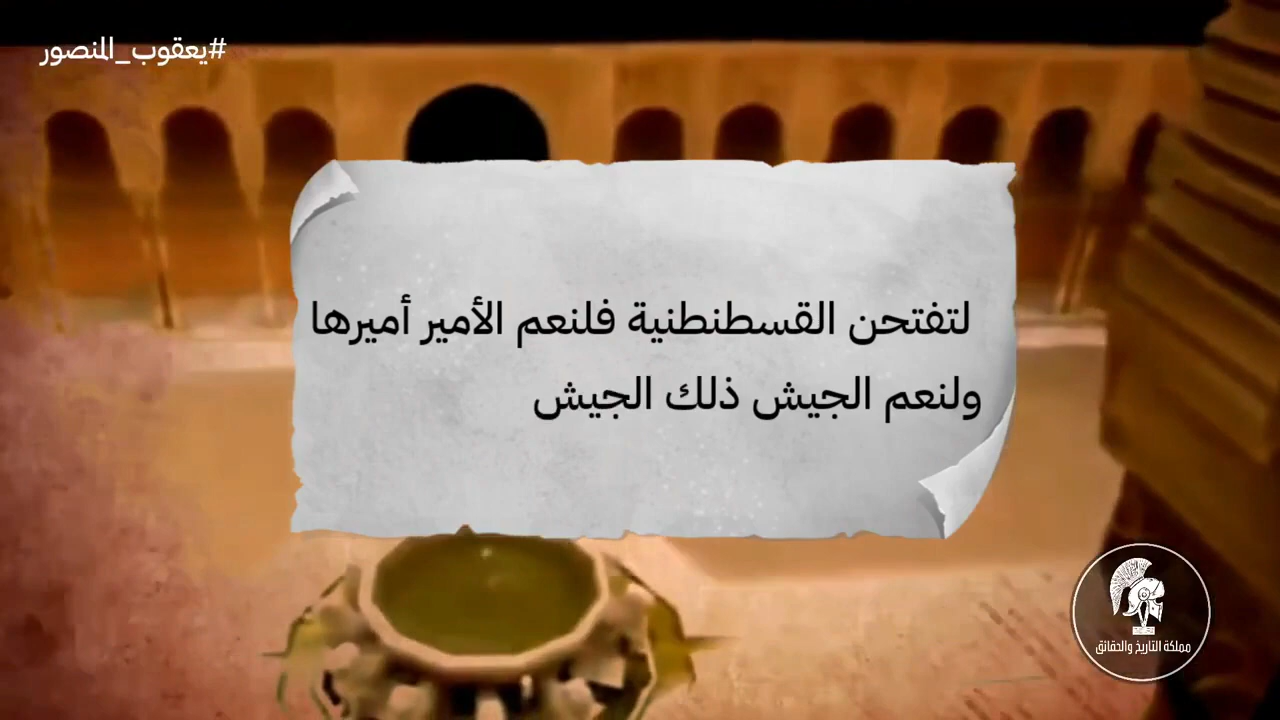 #يعقوب_المنصور
لتفتحن القسطنطنية فلنعم الأمير أميرها
ولنعم الجيش ذلك الجيش
مملكة التاريخ والحقائق